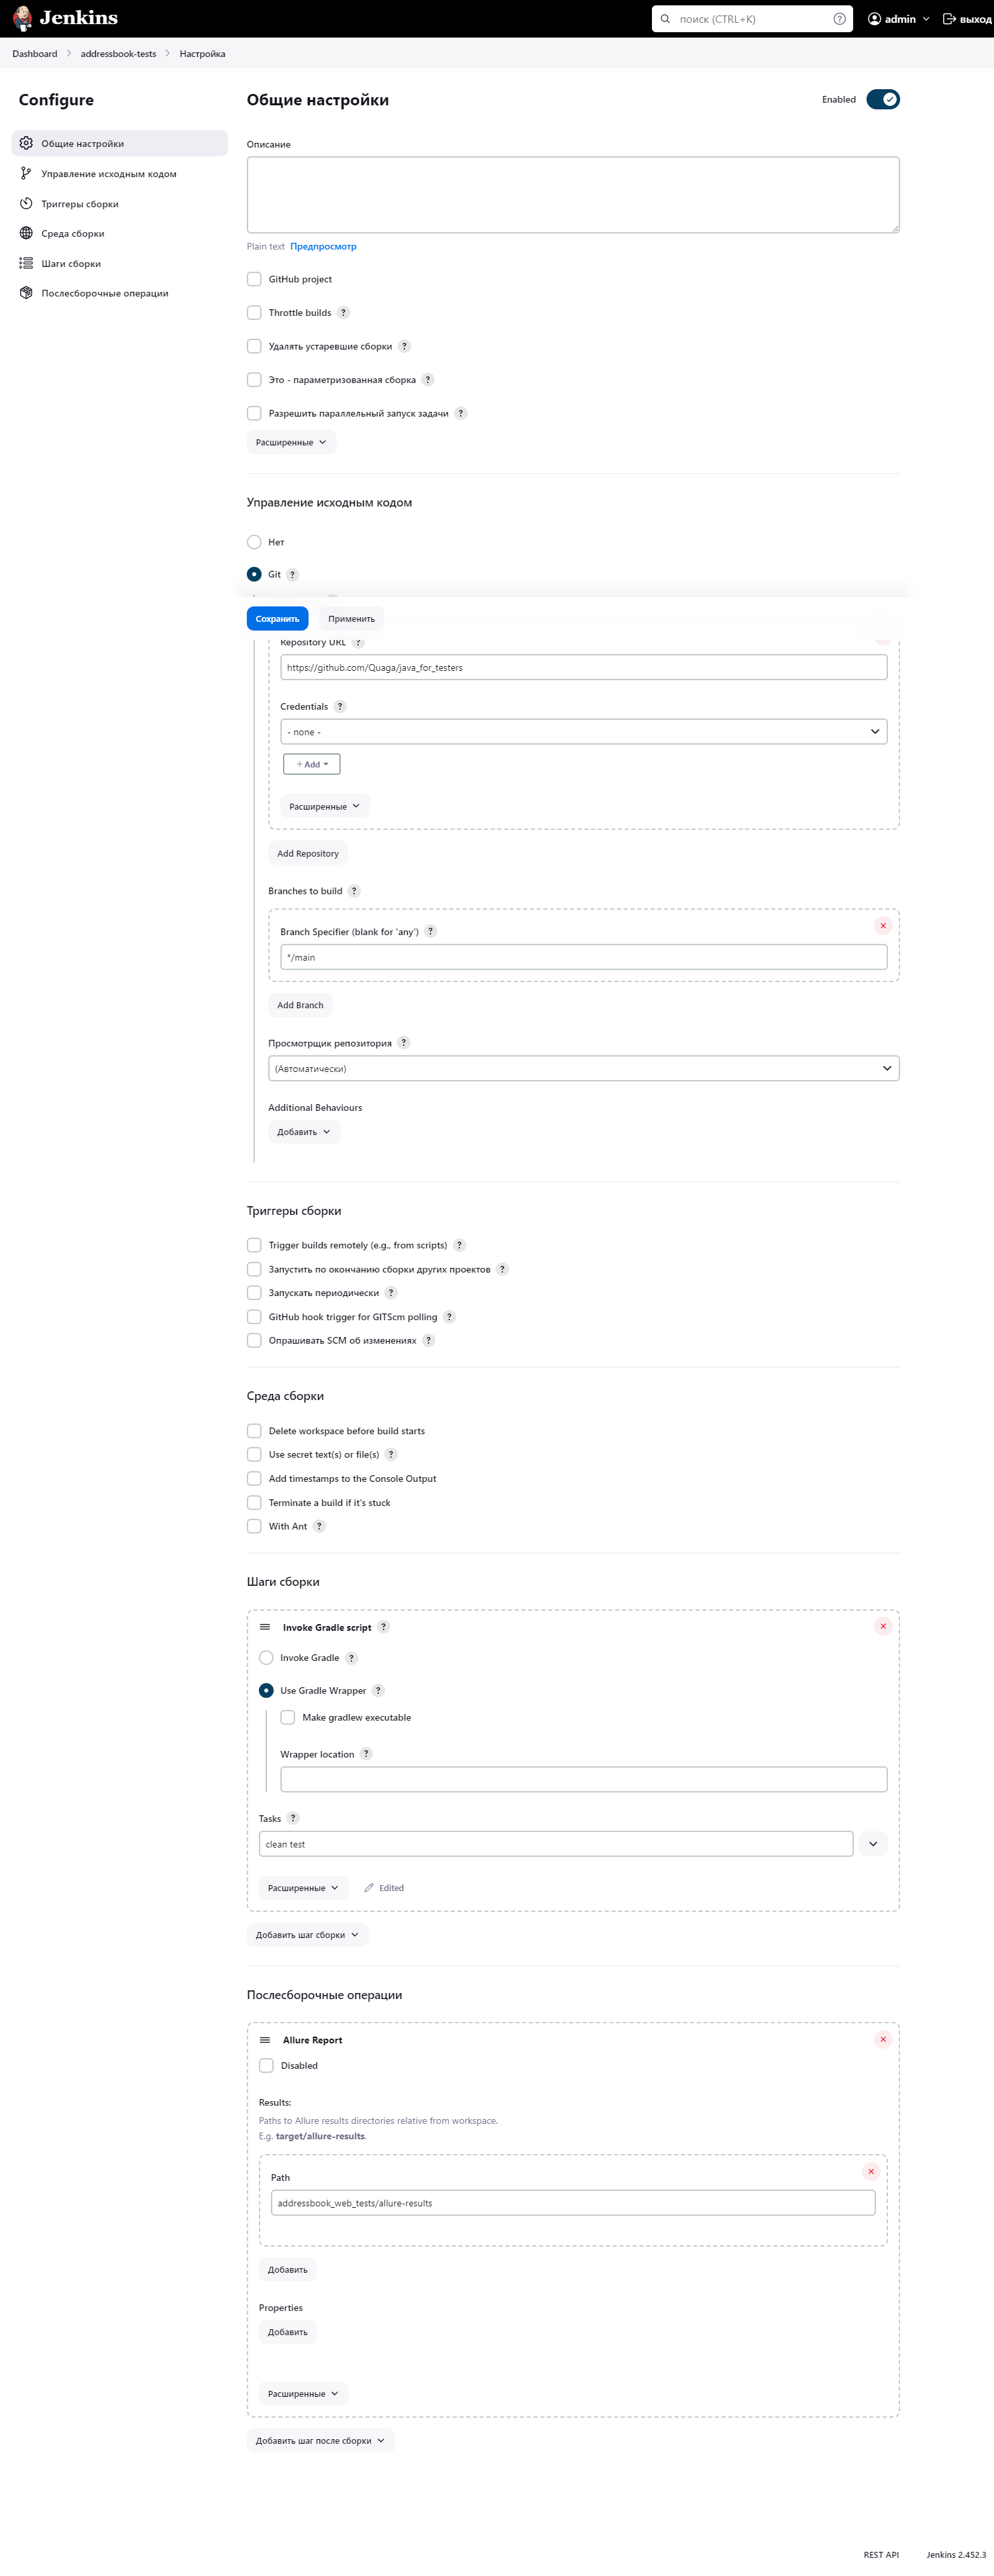 Jenkins
поиск (CTRL+K)
admin
выход
Dashboard
addressbook-tests
Настройка
Configure
Общие настройки
Управление исходным кодом
Триггеры сборки
Среда сборки
Шаги сборки
Послесборочные операции
Общие настройки
Enabled
Описание
Plain text Предпросмотр
GitHub project
Throttle builds ?
Удалять устаревшие сборки ?
Это - параметризованная сборка ?
Разрешить параллельный запуск задачи ?
Расширенные
Управление исходным кодом
Нет
Git ?
Сохранить
Применить
Repository URL ?
https://github.com/Quaga/java_for_testers
Credentials ?
- none -
+ Add
Расширенные
Add Repository
Branches to build ?
Branch Specifier (blank for 'any') ?
*/main
Add Branch
Просмотрщик репозитория ?
(Автоматически)
Additional Behaviours
Добавить
Триггеры сборки
Trigger builds remotely (e.g., from scripts) ?
Запустить по окончанию сборки других проектов ?
Запускать периодически ?
GitHub hook trigger for GITScm polling ?
Опрашивать SCM об изменениях ?
Среда сборки
Delete workspace before build starts
Use secret text(s) or file(s) ?
Add timestamps to the Console Output
Terminate a build if it's stuck
With Ant ?
Шаги сборки
Invoke Gradle script ?
Invoke Gradle ?
Use Gradle Wrapper ?
Make gradlew executable
Wrapper location ?
Tasks ?
clean test
Расширенные
Edited
Добавить шаг сборки
Послесборочные операции
Allure Report
Disabled
Results:
Paths to Allure results directories relative from workspace.
E.g. target/allure-results.
Path
addressbook_web_tests/allure-results
Добавить
Properties
Добавить
Расширенные
Добавить шаг после сборки
REST API
Jenkins 2.452.3